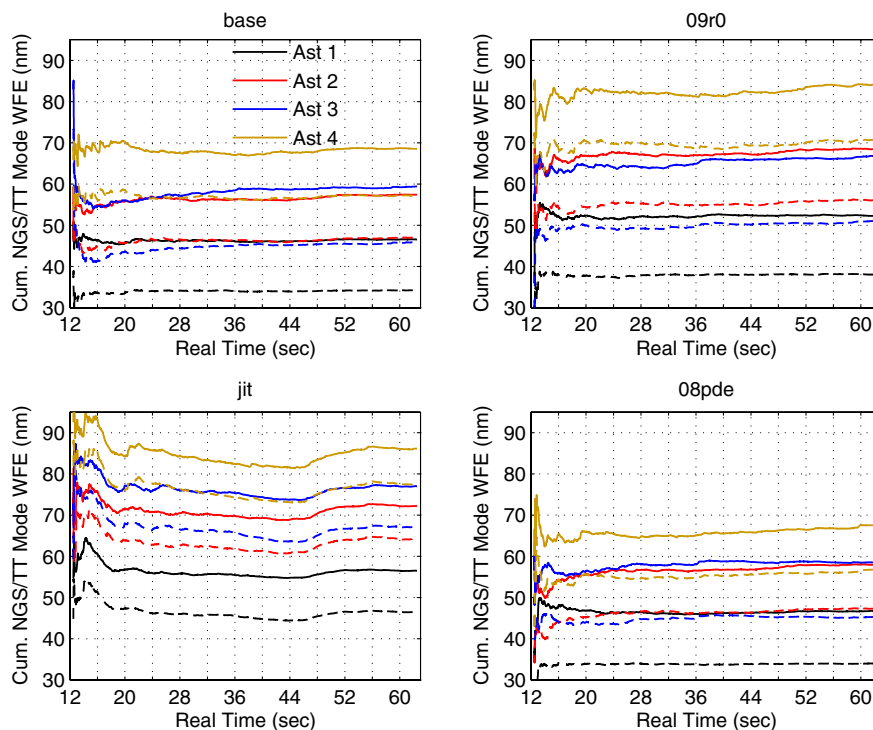 base
Cum. NGS/TT Mode WFE (nm)
90
80
70
60
50
40
30
12 20 28 36 44 52 60
Real Time (sec)
Ast 1
Ast 2
Ast 3
Ast 4
09r0
Cum. NGS/TT Mode WFE (nm)
90
80
70
60
50
40
30
12 20 28 36 44 52 60
Real Time (sec)
jit
Cum. NGS/TT Mode WFE (nm)
90
80
70
60
50
40
30
12 20 28 36 44 52 60
Real Time (sec)
08pde
Cum. NGS/TT Mode WFE (nm)
90
80
70
60
50
40
30
12 20 28 36 44 52 60
Real Time (sec)